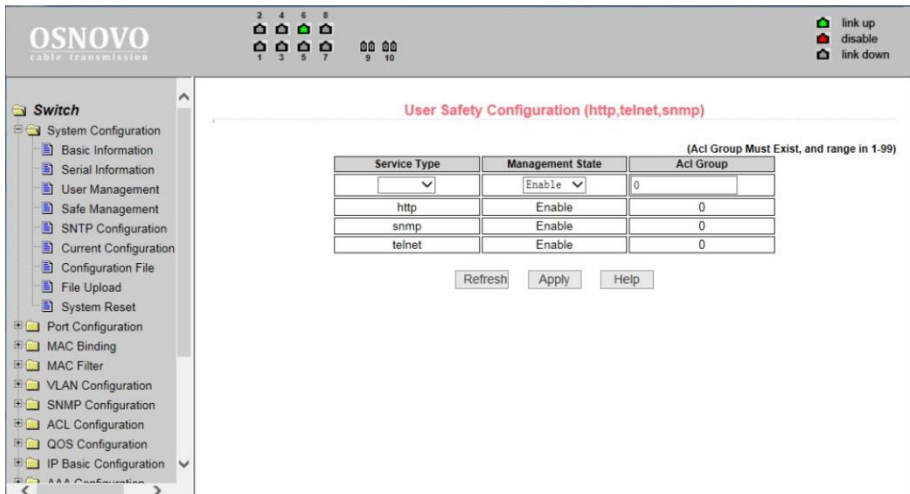 OSNOVO
cable transmission
2 4 6 8
1 3 5 7 9 10
link up
disable
link down
Switch
System Configuration
Basic Information
Serial Information
User Management
Safe Management
SNTP Configuration
Current Configuration
Configuration File
File Upload
System Reset
Port Configuration
MAC Binding
MAC Filter
VLAN Configuration
SNMP Configuration
ACL Configuration
QOS Configuration
IP Basic Configuration
AAA Configuration
User Safety Configuration (http,telnet,snmp)
(Acl Group Must Exist, and range in 1-99)
Service Type Management State Acl Group
Enable 0
http Enable 0
snmp Enable 0
telnet Enable 0
Refresh Apply Help